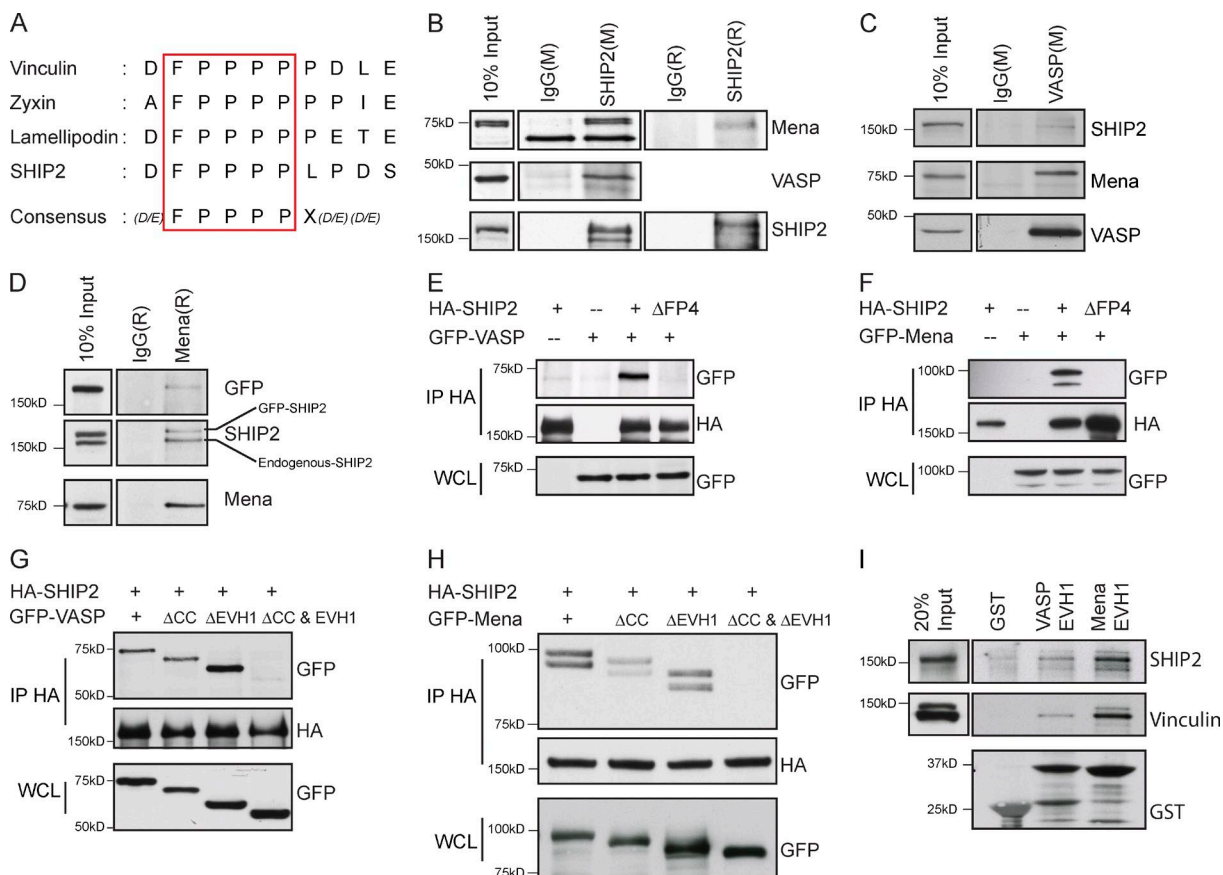 A
Vinculin : D F P P P P P D L E
Zyxin : A F P P P P P P I E
Lamellipodin : D F P P P P P E T E
SHIP2 : D F P P P P L P D S
Consensus : (D/E) F P P P P X (D/E) (D/E)
B
10% Input
IgG(M)
SHIP2(M)
IgG(R)
SHIP2(R)
75kD
Mena
50kD
VASP
150kD
SHIP2
C
10% Input
IgG(M)
VASP(M)
150kD
SHIP2
75kD
Mena
50kD
VASP
D
10% Input
IgG(R)
Mena(R)
150kD
GFP
GFP-SHIP2
150kD
SHIP2
Endogenous-SHIP2
75kD
Mena
E
HA-SHIP2 + -- + ΔFP4
GFP-VASP -- + + +
IP HA
75kD
GFP
150kD
HA
WCL
75kD
GFP
F
HA-SHIP2 + -- + ΔFP4
GFP-Mena -- + + +
IP HA
100kD
GFP
150kD
HA
WCL
100kD
GFP
G
HA-SHIP2 + + + +
GFP-VASP + ΔCC ΔEVH1 ΔCC & EVH1
IP HA
75kD
GFP
50kD
150kD
HA
WCL
75kD
GFP
50kD
H
HA-SHIP2 + + + +
GFP-Mena + ΔCC ΔEVH1 ΔCC & ΔEVH1
IP HA
100kD
GFP
75kD
150kD
HA
WCL
100kD
GFP
75kD
I
20% Input
GST
VASP EVH1
Mena EVH1
150kD
SHIP2
150kD
Vinculin
37kD
25kD
GST